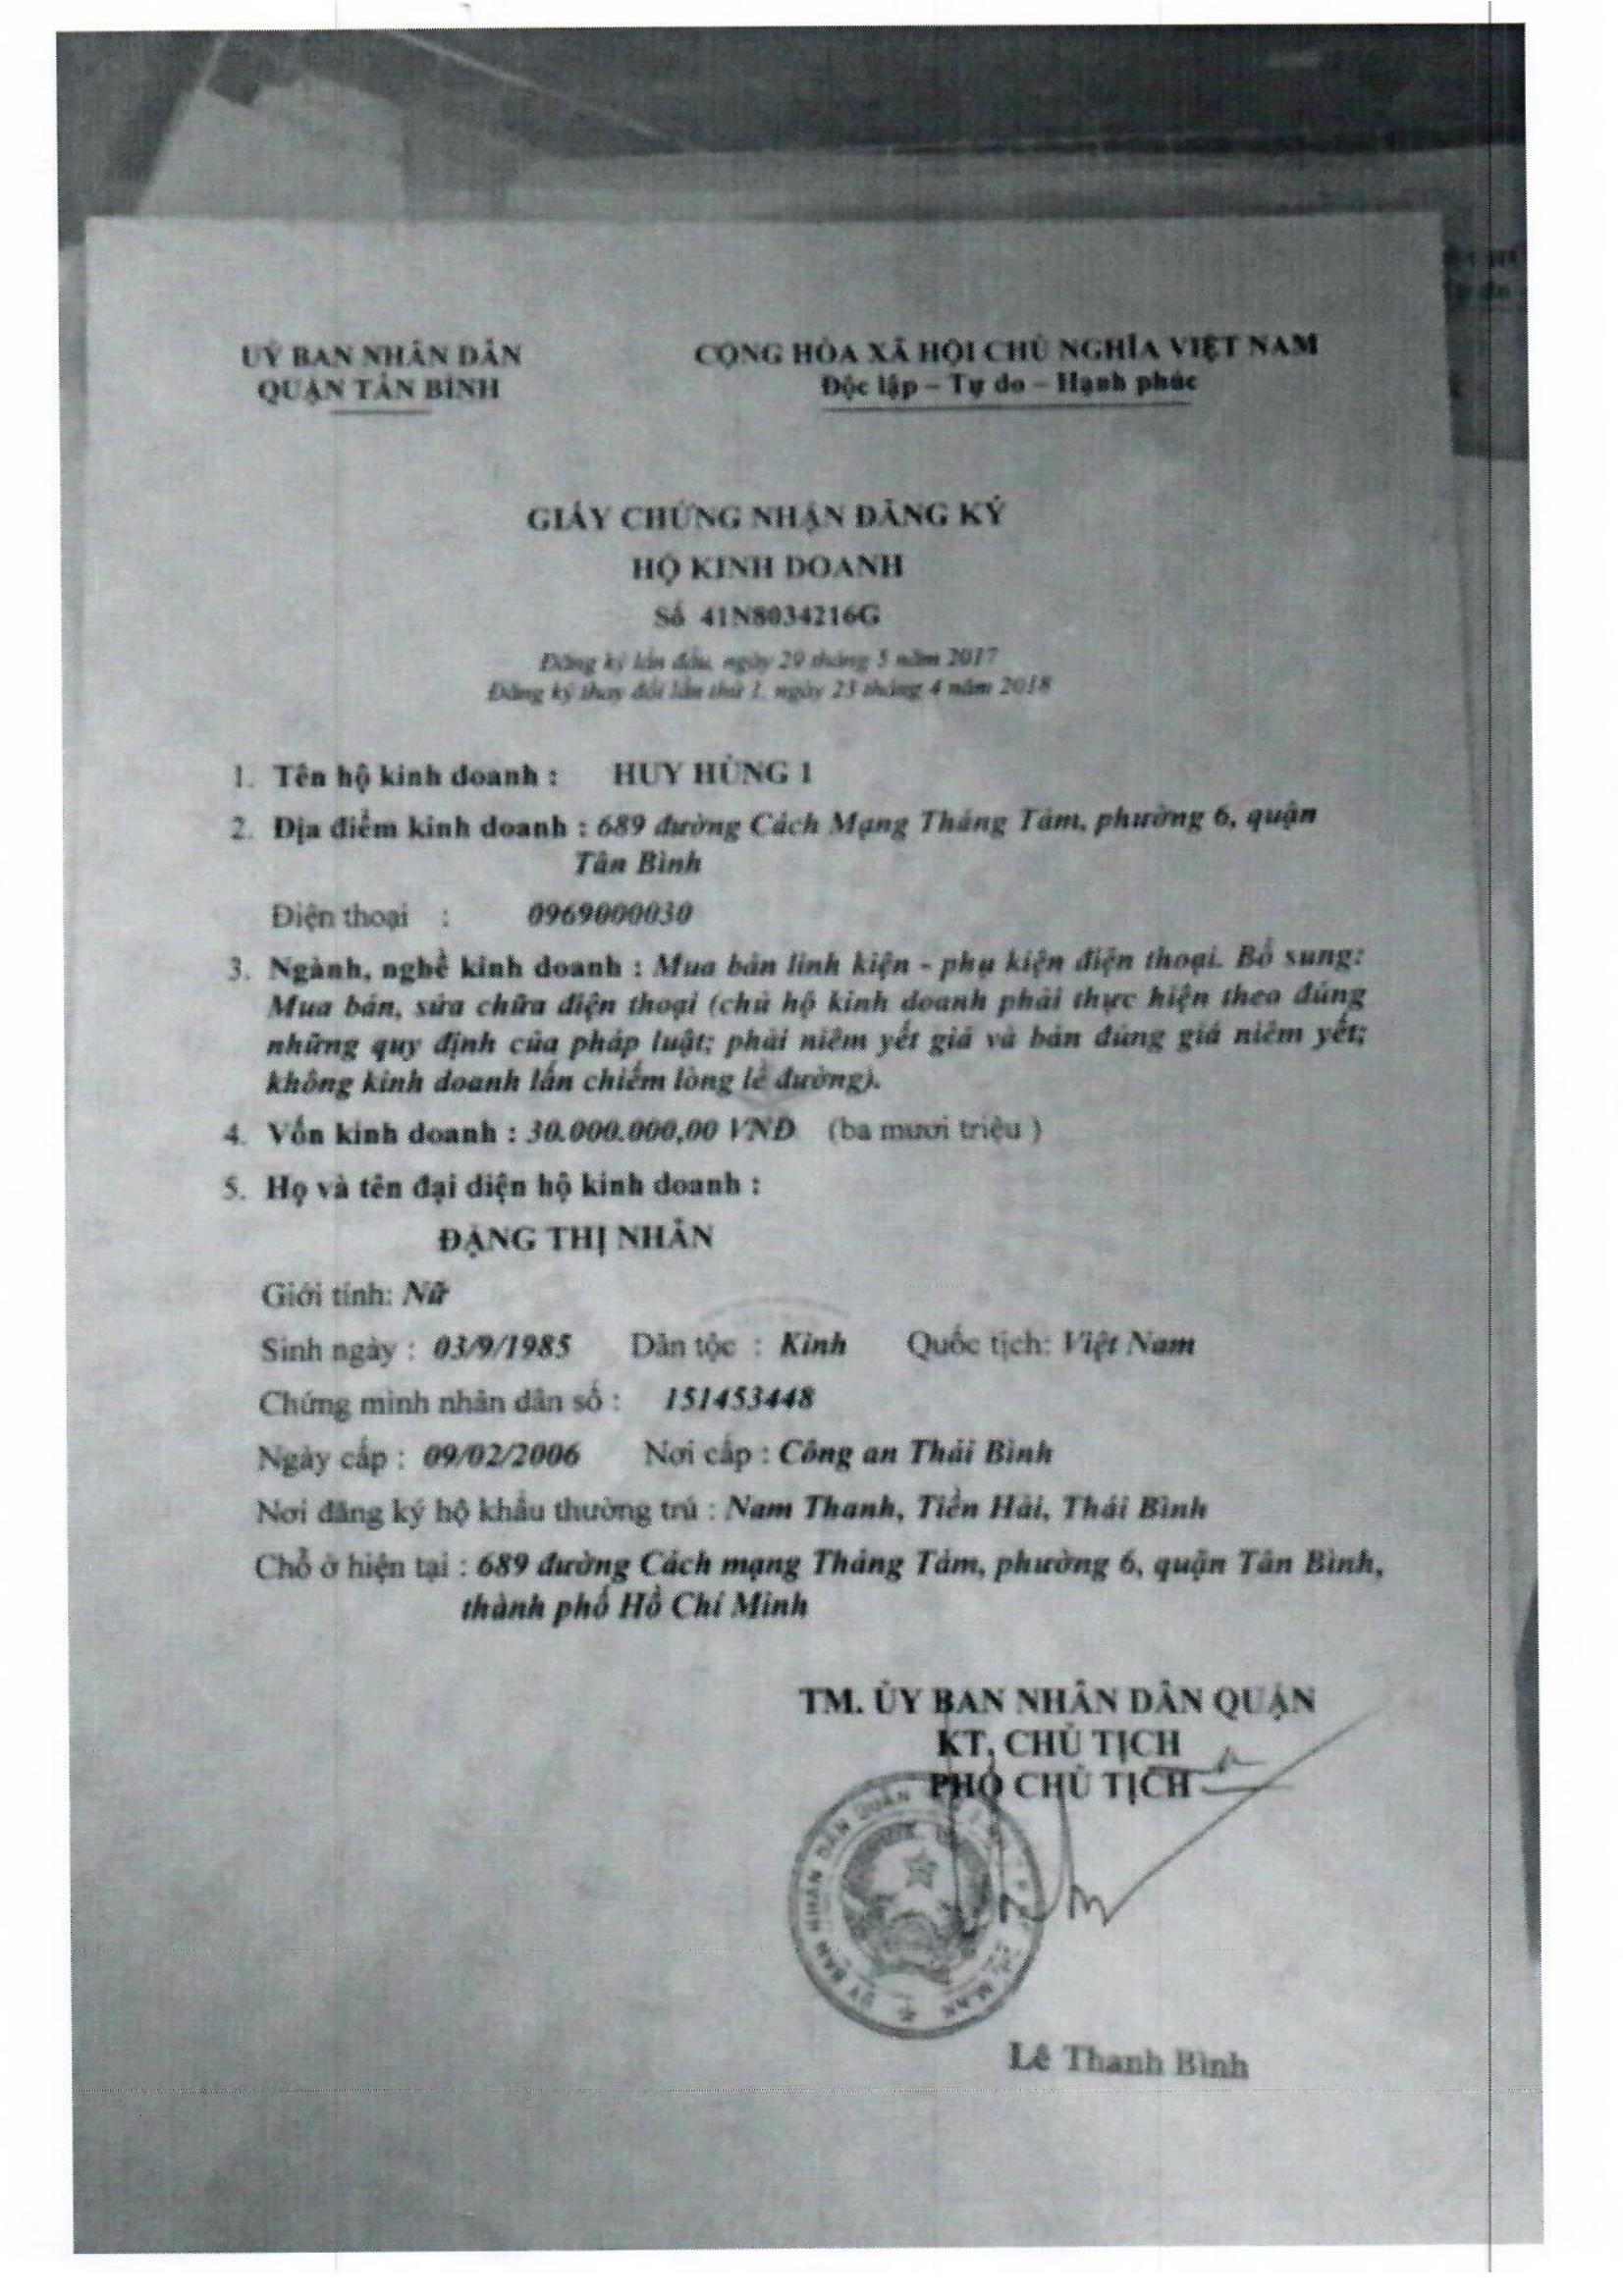 UỶ BAN NHÂN DÂN
QUẬN TÂN BÌNH
CỘNG HÒA XÃ HỘI CHỦ NGHĨA VIỆT NAM
Độc lập – Tự do – Hạnh phúc
GIẤY CHỨNG NHẬN ĐĂNG KÝ
HỘ KINH DOANH
Số 41N8034216G
Đăng ký lần đầu, ngày 29 tháng 5 năm 2017
Đăng ký thay đổi lần thứ 1, ngày 23 tháng 4 năm 2018
1. Tên hộ kinh doanh : HUY HÙNG 1
2. Địa điểm kinh doanh : 689 đường Cách Mạng Tháng Tám, phường 6, quận
Tân Bình
Điện thoại : 0969000030
3. Ngành, nghề kinh doanh : Mua bán linh kiện - phụ kiện điện thoại. Bổ sung:
Mua bán, sửa chữa điện thoại (chủ hộ kinh doanh phải thực hiện theo đúng
những quy định của pháp luật; phải niêm yết giá và bán đúng giá niêm yết;
không kinh doanh lấn chiếm lòng lề đường).
4. Vốn kinh doanh : 30.000.000,00 VNĐ (ba mươi triệu )
5. Họ và tên đại diện hộ kinh doanh :
ĐẶNG THỊ NHÂN
Giới tính: Nữ
Sinh ngày : 03/9/1985 Dân tộc : Kinh Quốc tịch: Việt Nam
Chứng minh nhân dân số : 151453448
Ngày cấp : 09/02/2006 Nơi cấp : Công an Thái Bình
Nơi đăng ký hộ khẩu thường trú : Nam Thanh, Tiền Hải, Thái Bình
Chỗ ở hiện tại : 689 đường Cách mạng Tháng Tám, phường 6, quận Tân Bình,
thành phố Hồ Chí Minh
TM. ỦY BAN NHÂN DÂN QUẬN
KT. CHỦ TỊCH
PHÓ CHỦ TỊCH
ỦY BAN NHÂN DÂN QUẬN
Lê Thanh Bình